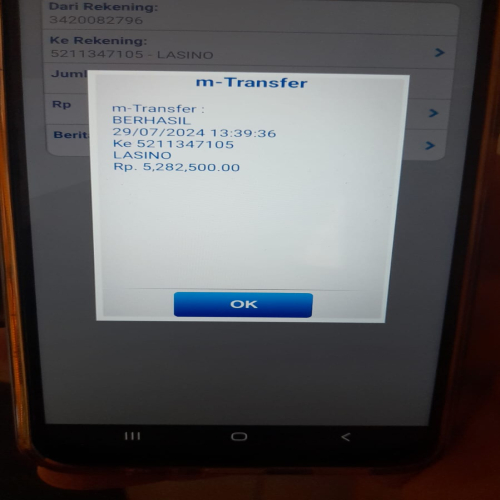 Dari Rekening:
3420082796
Ke Rekening:
5211347105 - LASINO
Juml
Rp
Berit
m-Transfer
m-Transfer :
BERHASIL
29/07/2024 13:39:36
Ke 5211347105
LASINO
Rp. 5,282,500.00
OK